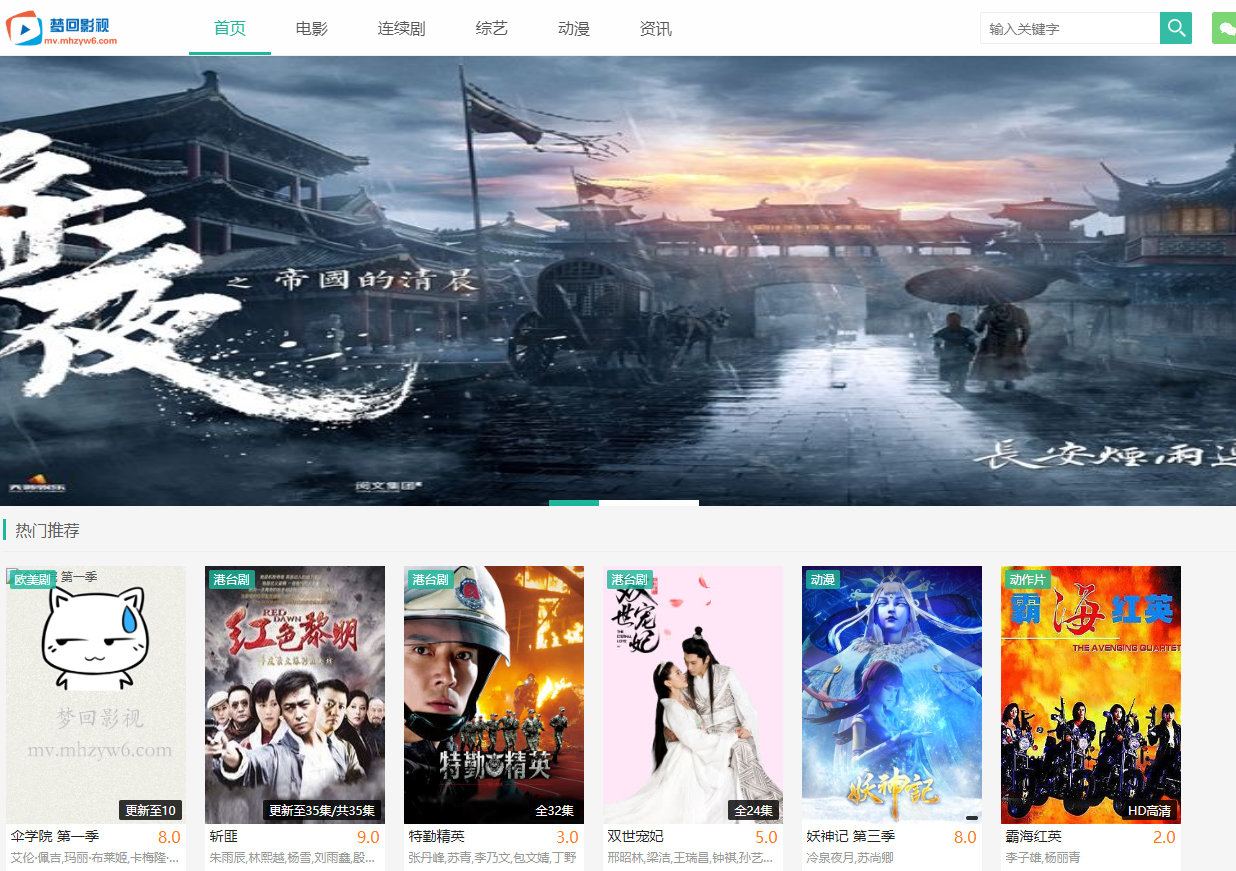 梦回影视
mv.mhzyw6.com
首页 电影 连续剧 综艺 动漫 资讯
输入关键字
长夜
之 帝國的清晨
長安煙雨
阅文集团
热门推荐
欧美剧 第一季
梦回影视
mv.mhzyw6.com
更新至10
伞学院 第一季 8.0
艾伦·佩吉,玛丽·布莱姬,卡梅隆·...
港台剧
RED DAWN
红色黎明
更新至35集/共35集
斩匪 9.0
朱雨辰,林熙越,杨雪,刘雨鑫,殷...
港台剧
特勤精英
全32集
特勤精英 3.0
张丹峰,苏青,李乃文,包文婧,丁野
港台剧
双世宠妃
全24集
双世宠妃 5.0
邢昭林,梁洁,王瑞昌,钟祺,孙艺...
动漫
妖神記
妖神记 第三季 8.0
冷泉夜月,苏尚卿
动作片
霸海红英
THE AVENGING QUARTET
HD高清
霸海红英 2.0
李子雄,杨丽青